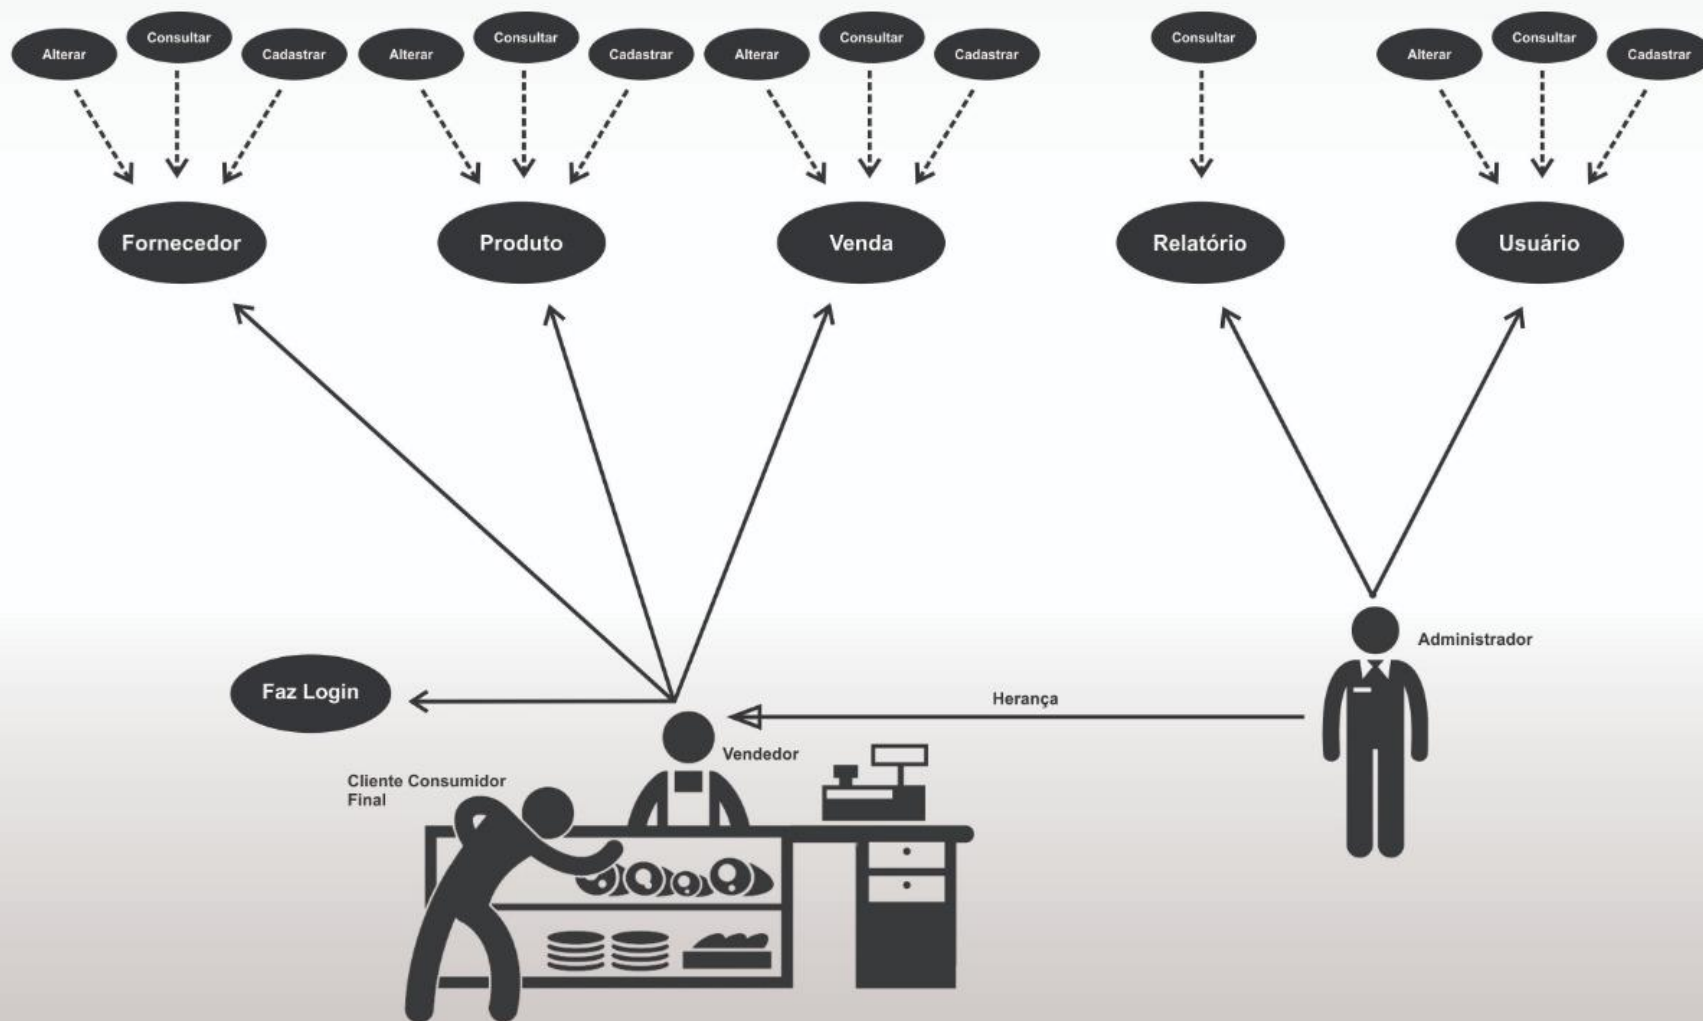 Alterar
Consultar
Cadastrar
Alterar
Consultar
Cadastrar
Alterar
Consultar
Cadastrar
Consultar
Alterar
Consultar
Cadastrar
Fornecedor
Produto
Venda
Relatório
Usuário
Administrador
Faz Login
Herança
Vendedor
Cliente Consumidor
Final